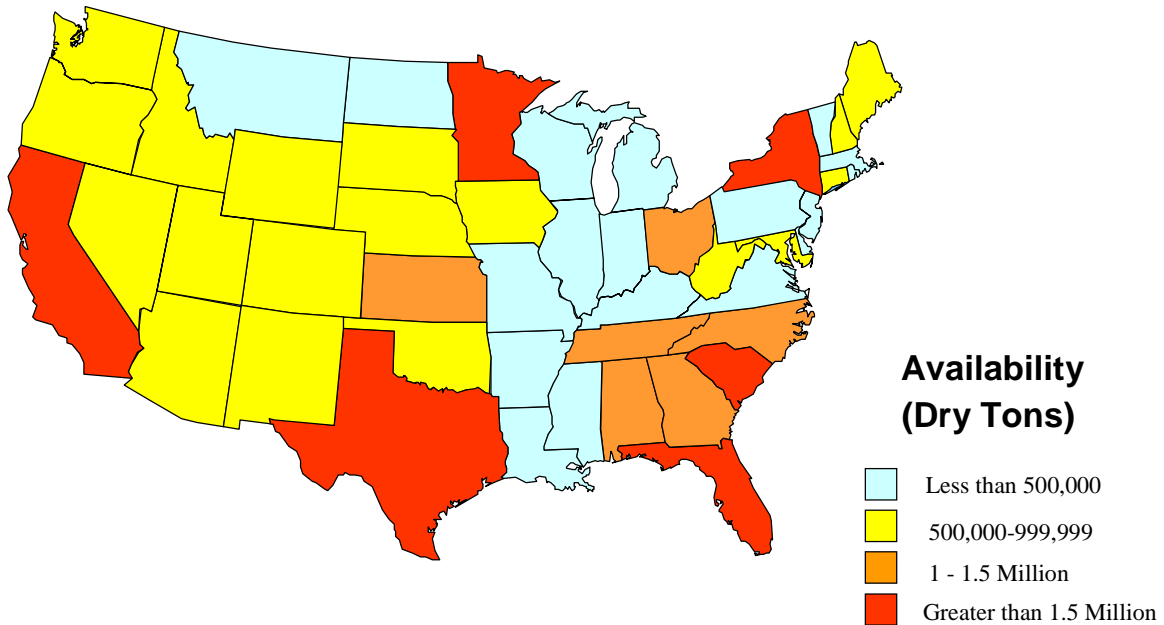 Availability
(Dry Tons)
Less than 500,000
500,000-999,999
1 - 1.5 Million
Greater than 1.5 Million